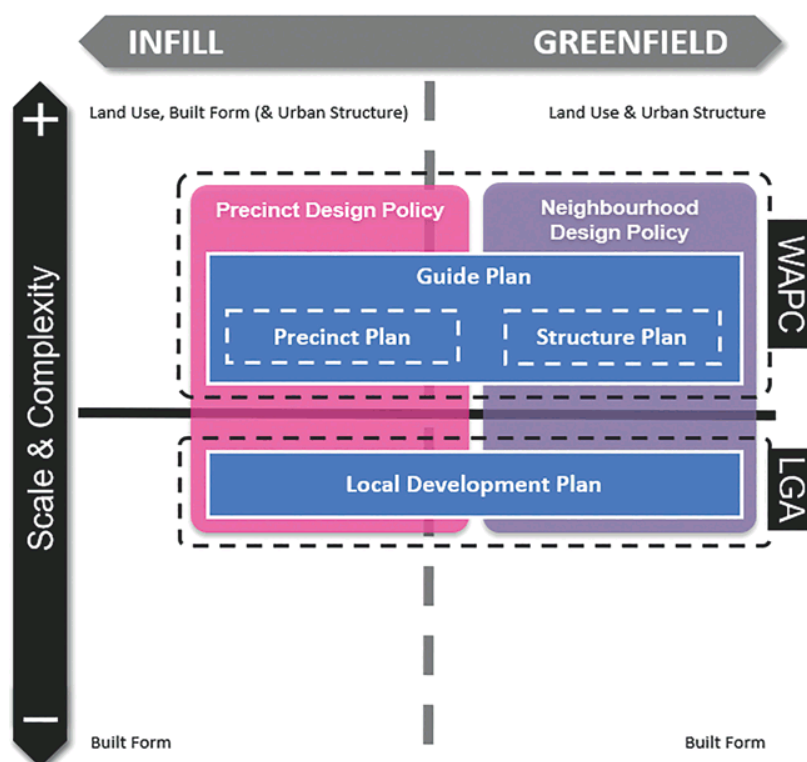 INFILL
GREENFIELD
+
Land Use, Built Form (& Urban Structure)
Land Use & Urban Structure
Precinct Design Policy
Neighbourhood
Design Policy
Guide Plan
Precinct Plan
Structure Plan
WAPC
Scale & Complexity
Local Development Plan
LGA
–
Built Form
Built Form